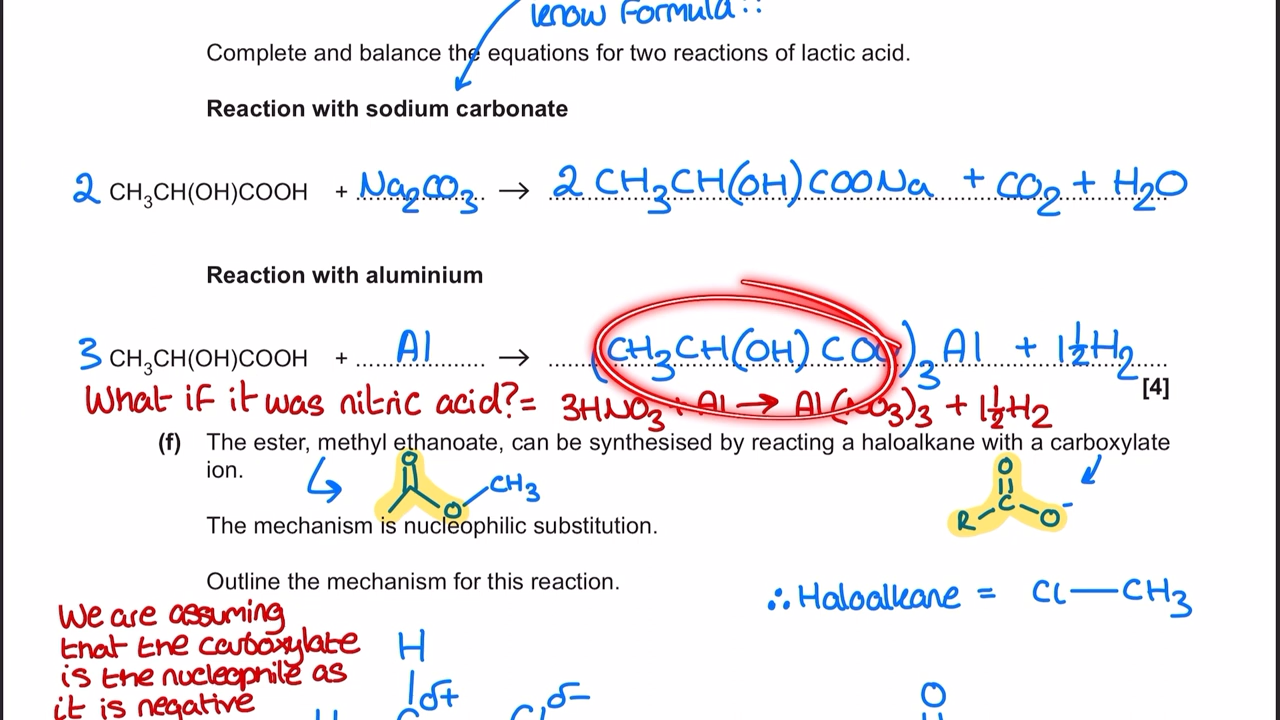 know Formula!!
Complete and balance the equations for two reactions of lactic acid.
Reaction with sodium carbonate
2 CH₃CH(OH)COOH + Na₂CO₃ → 2 CH₃CH(OH)COONa + CO₂ + H₂O
Reaction with aluminium
3 CH₃CH(OH)COOH + Al → (CH₃CH(OH)COO)₃Al + 1½H₂
[4]
What if it was nitric acid?= 3HNO₃ + Al → Al(NO₃)₃ + 1½H₂
(f) The ester, methyl ethanoate, can be synthesised by reacting a haloalkane with a carboxylate
ion.
O
O CH₃
O
R C O⁻
The mechanism is nucleophilic substitution.
Outline the mechanism for this reaction.
∴ Haloalkane = Cl—CH₃
We are assuming
that the carboxylate
is the nucleophile as
it is negative
H
δ+ δ−
O